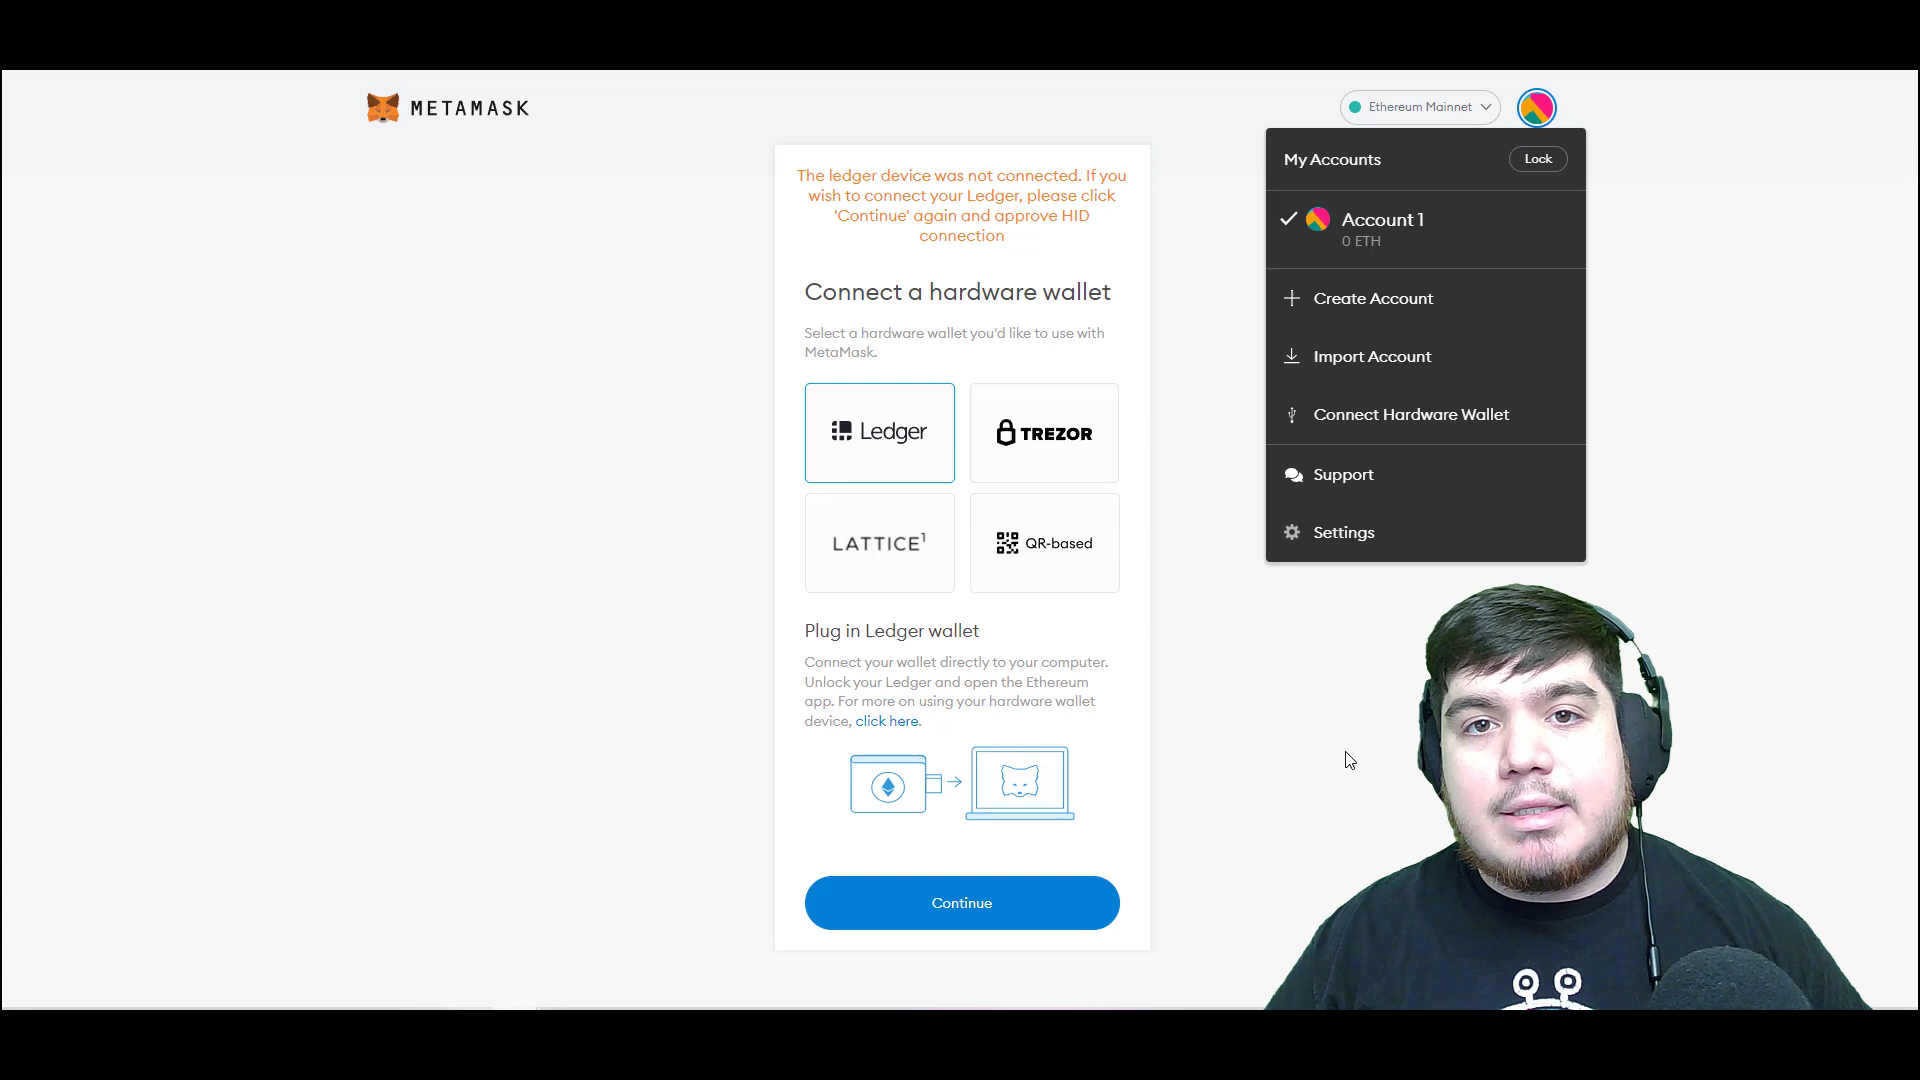 METAMASK
Ethereum Mainnet
The ledger device was not connected. If you
wish to connect your Ledger, please click
'Continue' again and approve HID
connection
Connect a hardware wallet
Select a hardware wallet you'd like to use with
MetaMask.
Ledger
TREZOR
LATTICE1
QR-based
Plug in Ledger wallet
Connect your wallet directly to your computer.
Unlock your Ledger and open the Ethereum
app. For more on using your hardware wallet
device, click here.
Continue
My Accounts
Lock
Account 1
0 ETH
Create Account
Import Account
Connect Hardware Wallet
Support
Settings